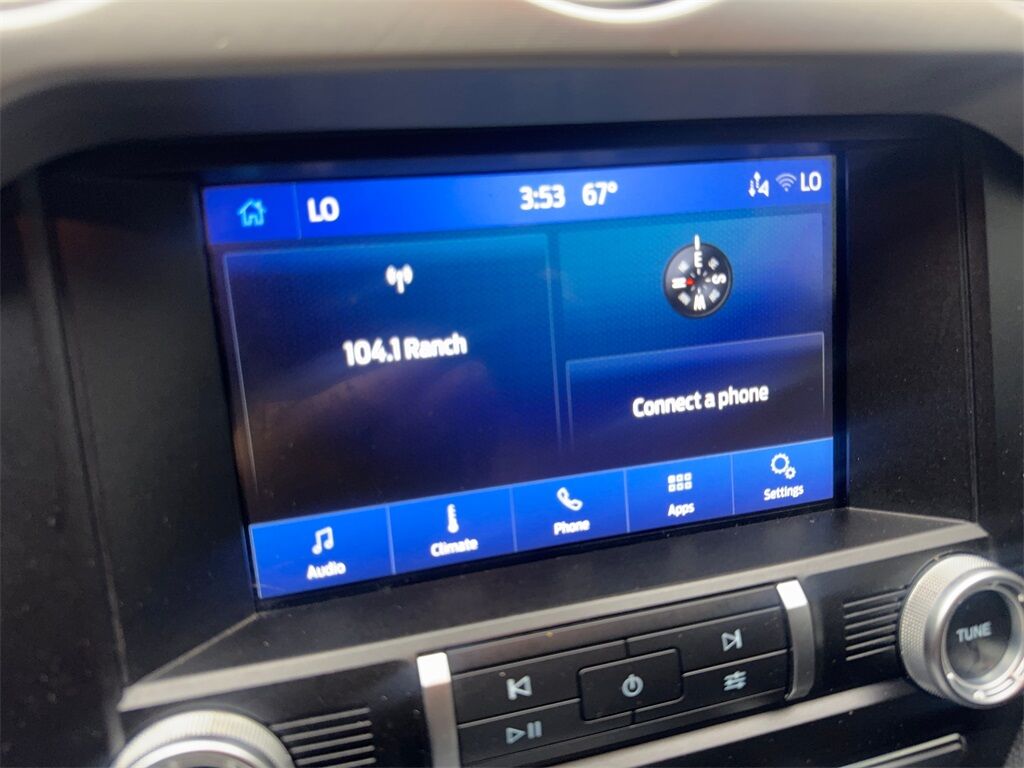 LO 3:53 67° LO
104.1 Ranch
E
S
W
N
Connect a phone
Audio
Climate
Phone
Apps
Settings
TUNE